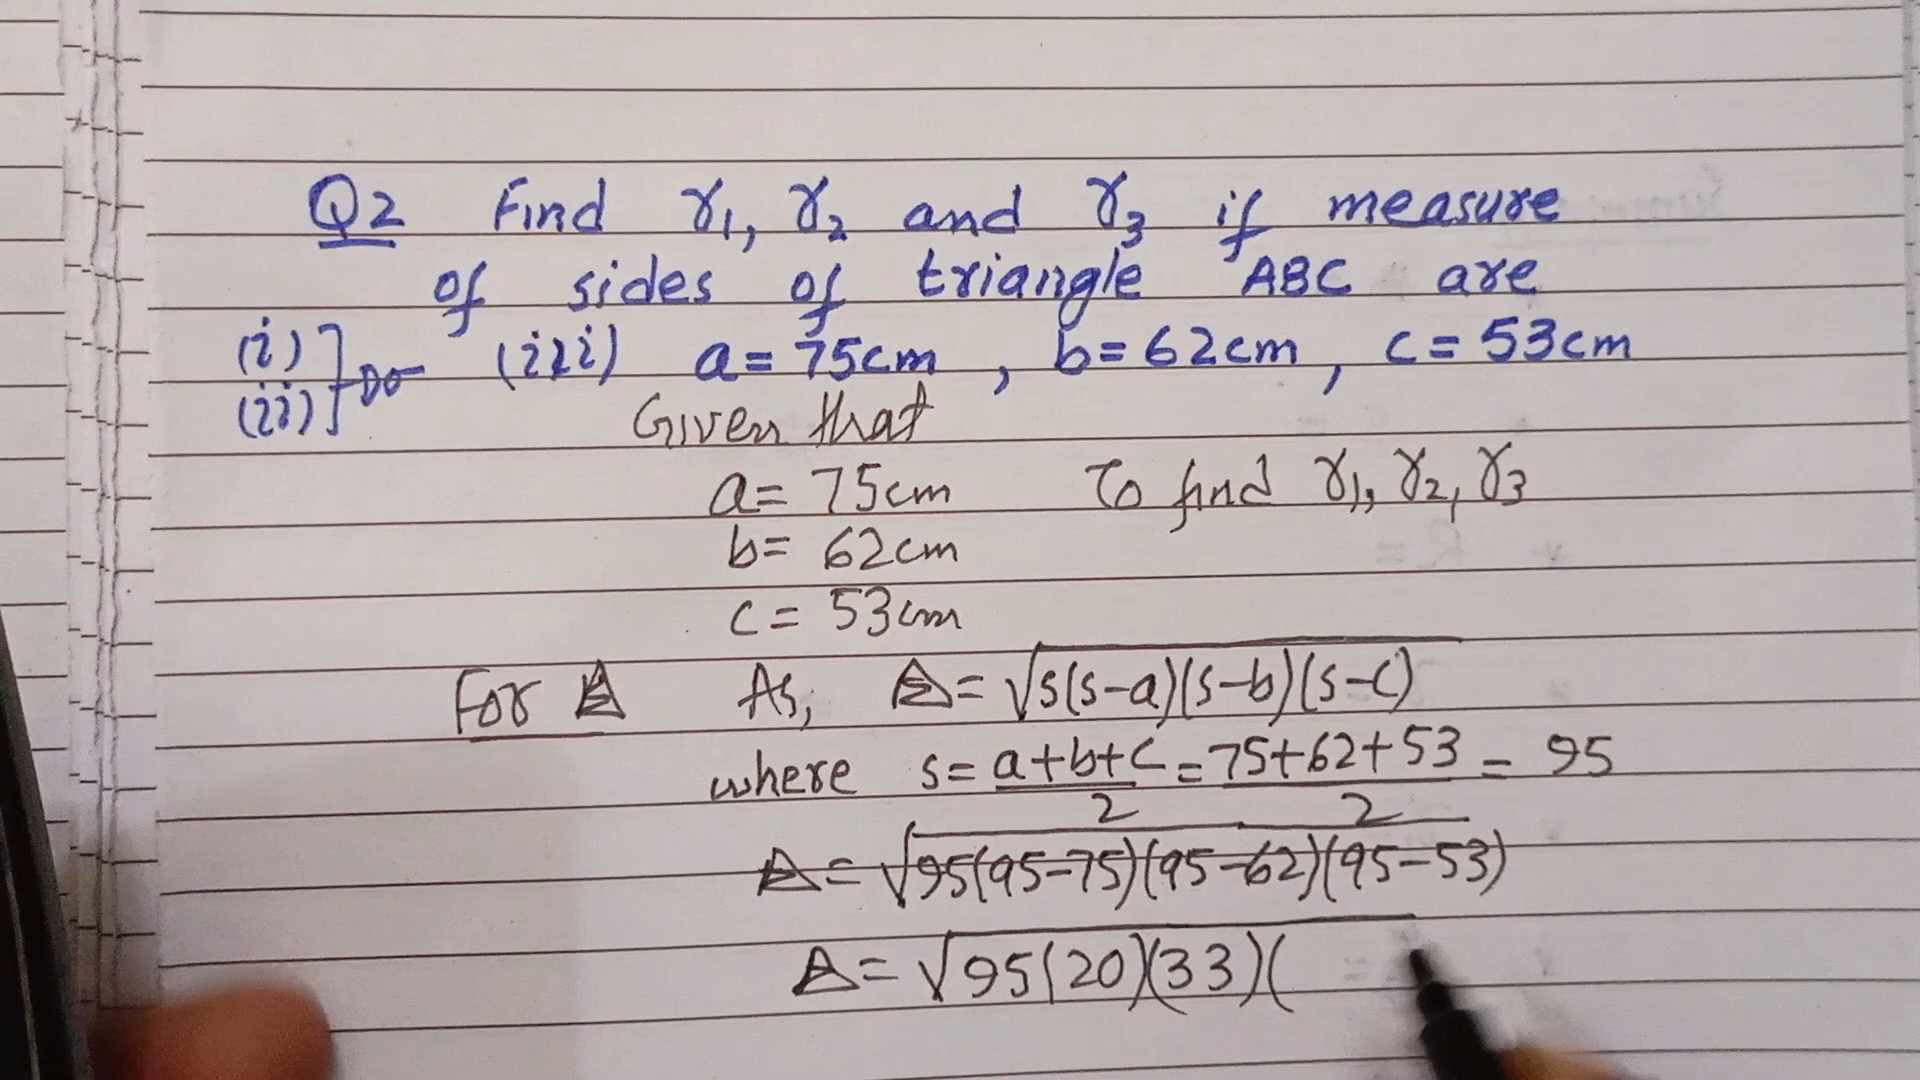 Q2 Find r₁, r₂ and r₃ if measure
of sides of triangle ABC are
(i)
(ii) ] Do (iii) a = 75cm, b = 62cm, c = 53cm
Given that
a = 75cm To find r₁, r₂, r₃
b = 62cm
c = 53cm
For Δ As, Δ = √s(s-a)(s-b)(s-c)
where s = a+b+c/2 = 75+62+53/2 = 95
Δ = √95(95-75)(95-62)(95-53)
Δ = √95(20)(33)(